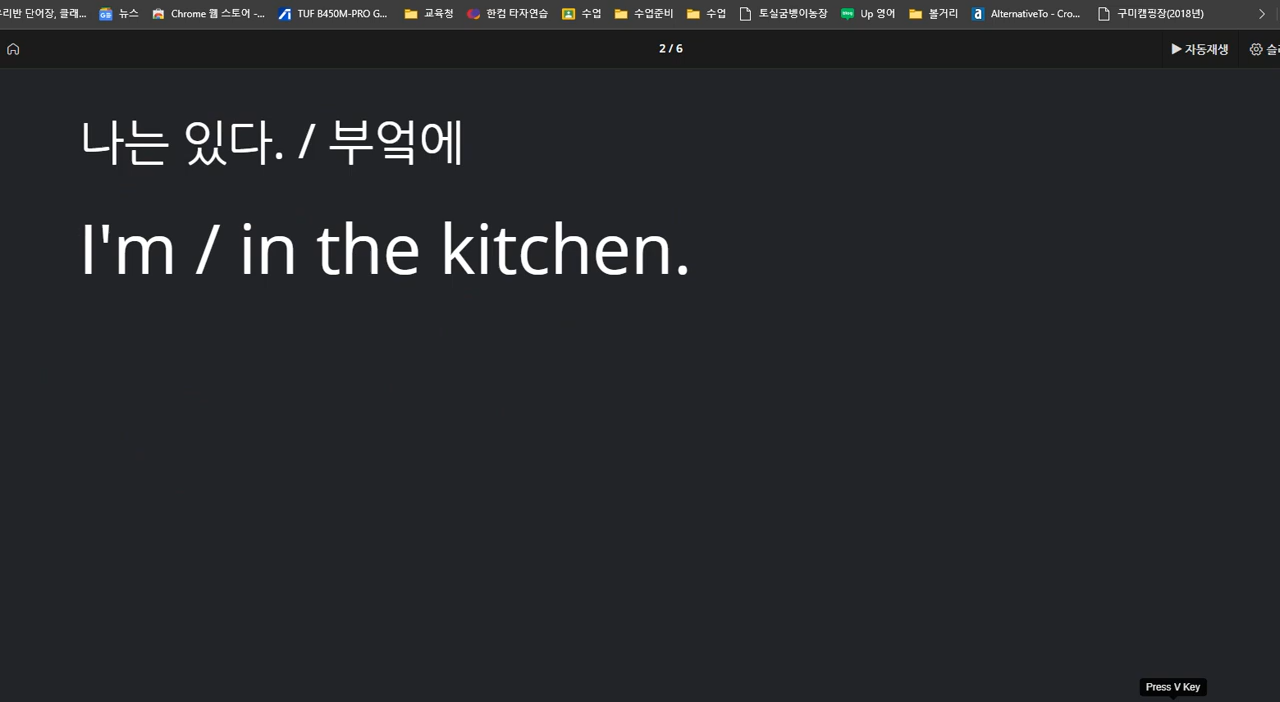 우리반 단어장, 클래... 뉴스 Chrome 웹 스토어 -... TUF B450M-PRO G... 교육청 한컴 타자연습 수업 수업준비 수업 토실굼벵이농장 Up 영어 볼거리 AlternativeTo - Cro... 구미캠핑장(2018년)
2 / 6 자동재생
나는 있다. / 부엌에
I'm / in the kitchen.
Press V Key